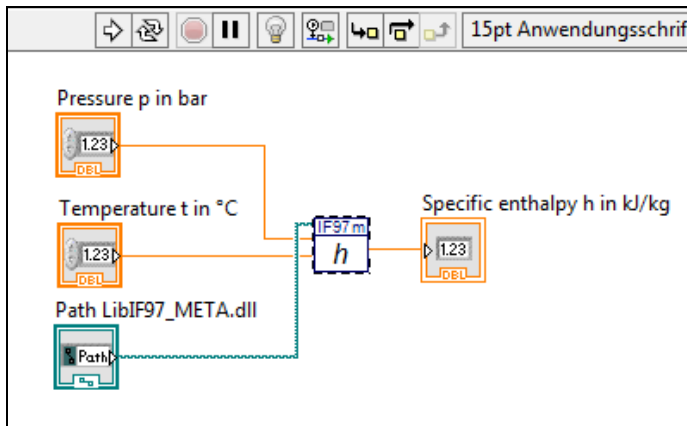 15pt Anwendungsschrif
Pressure p in bar
1.23
DBL
Temperature t in °C
1.23
DBL
Path LibIF97_META.dll
Path
IF97 m
h
Specific enthalpy h in kJ/kg
1.23
DBL